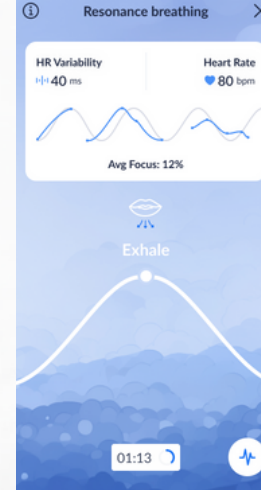 Resonance breathing
HR Variability
40 ms
Heart Rate
80 bpm
Avg Focus: 12%
Exhale
01:13